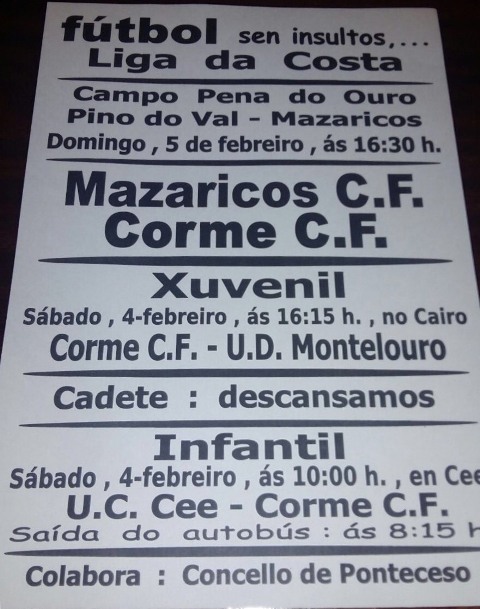 fútbol sen insultos,...
Liga da Costa
Campo Pena do Ouro
Pino do Val - Mazaricos
Domingo , 5 de febreiro , ás 16:30 h.
Mazaricos C.F.
Corme C.F.
Xuvenil
Sábado , 4-febreiro , ás 16:15 h. , no Cairo
Corme C.F. - U.D. Montelouro
Cadete : descansamos
Infantil
Sábado , 4-febreiro , ás 10:00 h. , en Cee
U.C. Cee - Corme C.F.
Saída do autobús : ás 8:15 h
Colabora : Concello de Ponteceso